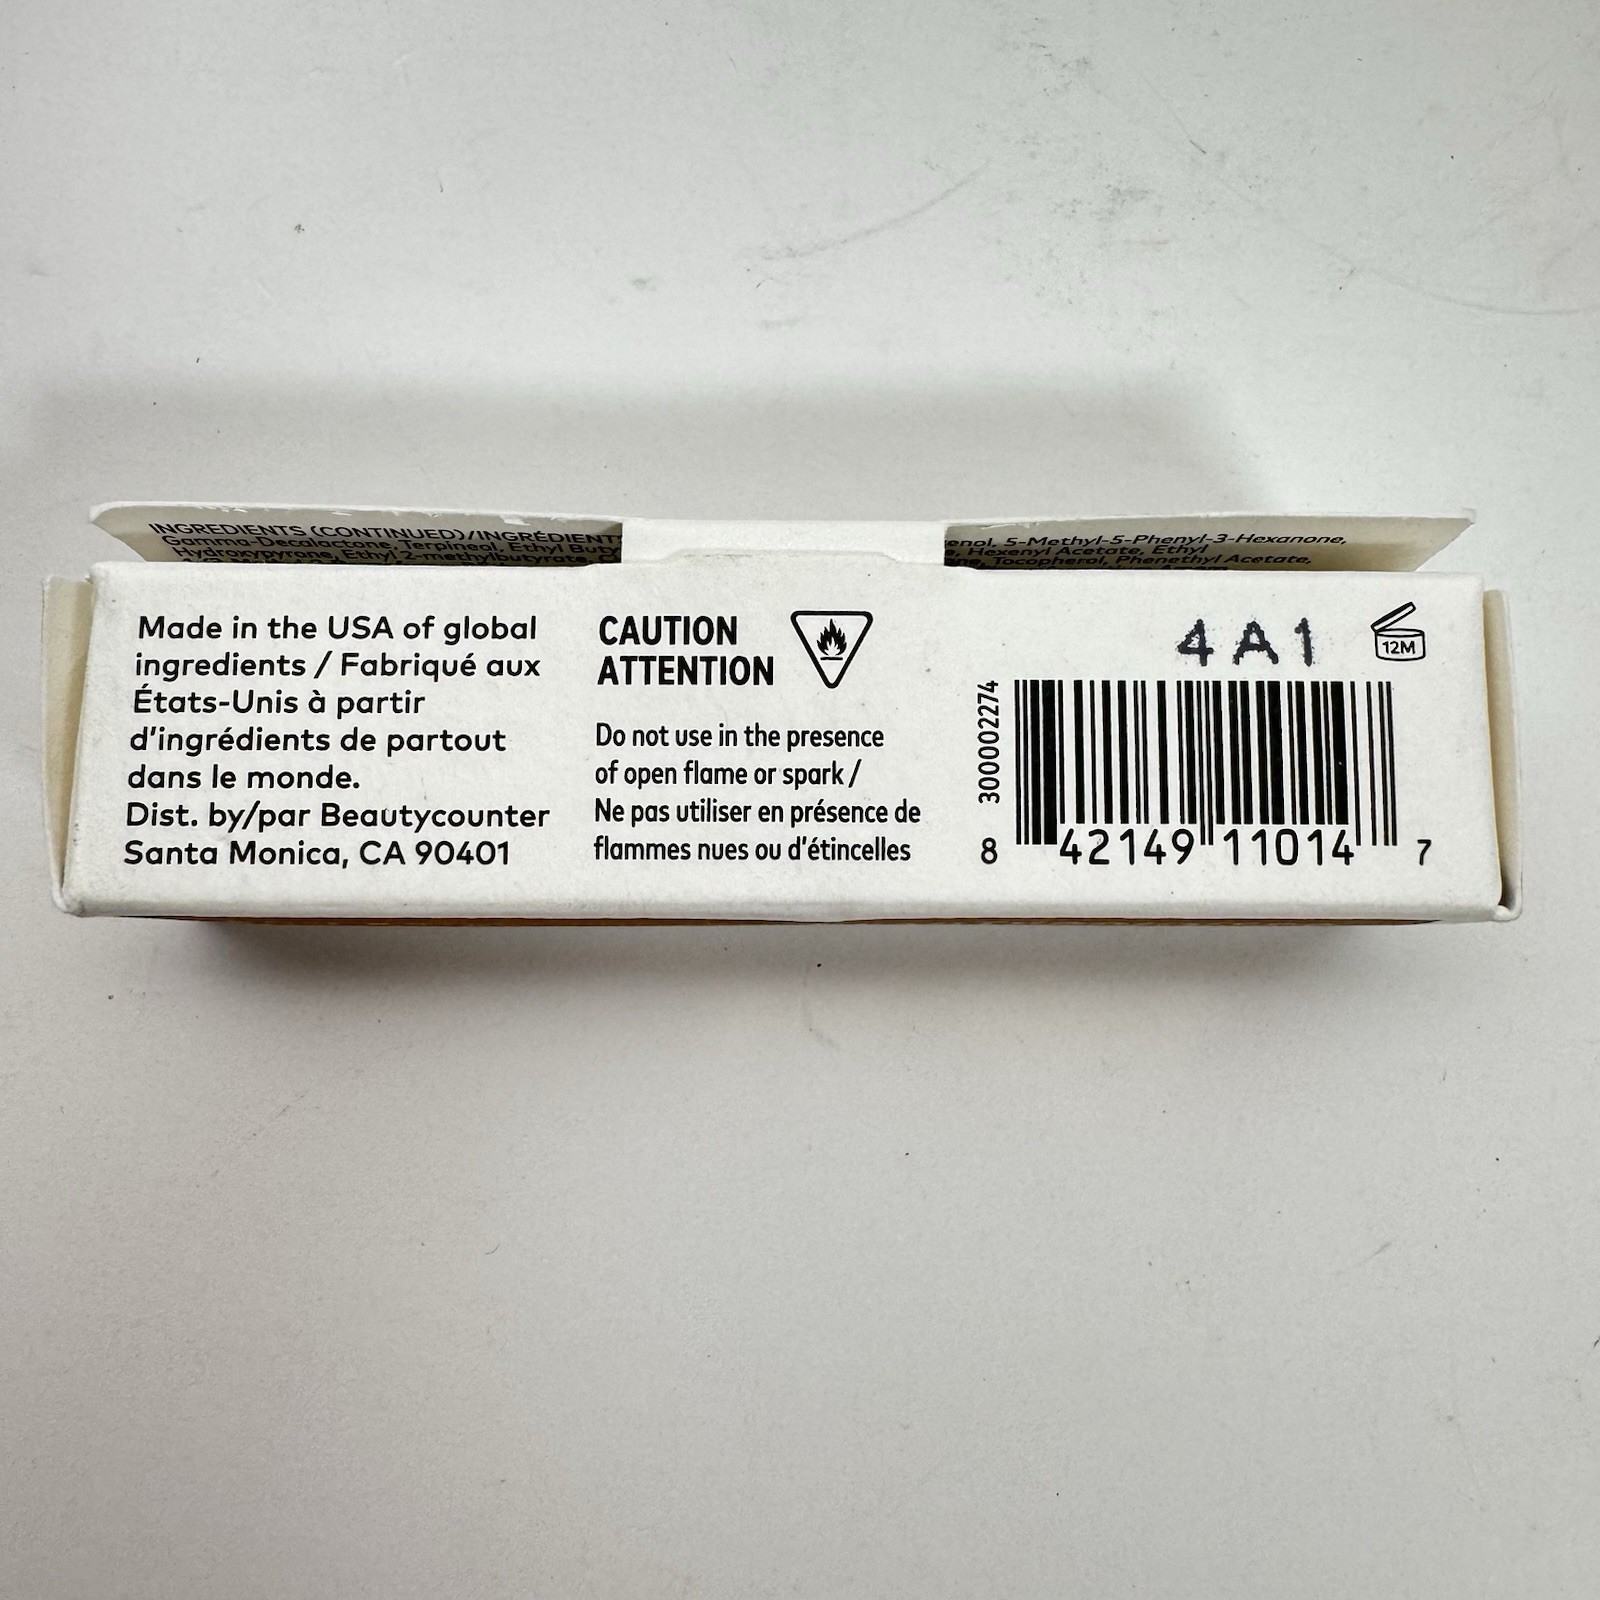 INGREDIENTS (CONTINUED)/INGRÉDIENT
Gamma-Decalactone, Terpineol, Ethyl Buty
Hydroxypyrone, Ethyl 2-methylbutyrate,
enol, 5-Methyl-5-Phenyl-3-Hexanone,
e, Hexenyl Acetate, Ethyl
ne, Tocopherol, Phenethyl Acetate,
Made in the USA of global
ingredients / Fabriqué aux
États-Unis à partir
d'ingrédients de partout
dans le monde.
Dist. by/par Beautycounter
Santa Monica, CA 90401
CAUTION
ATTENTION
Do not use in the presence
of open flame or spark /
Ne pas utiliser en présence de
flammes nues ou d'étincelles
4A1
12M
300002274
8 42149 11014 7